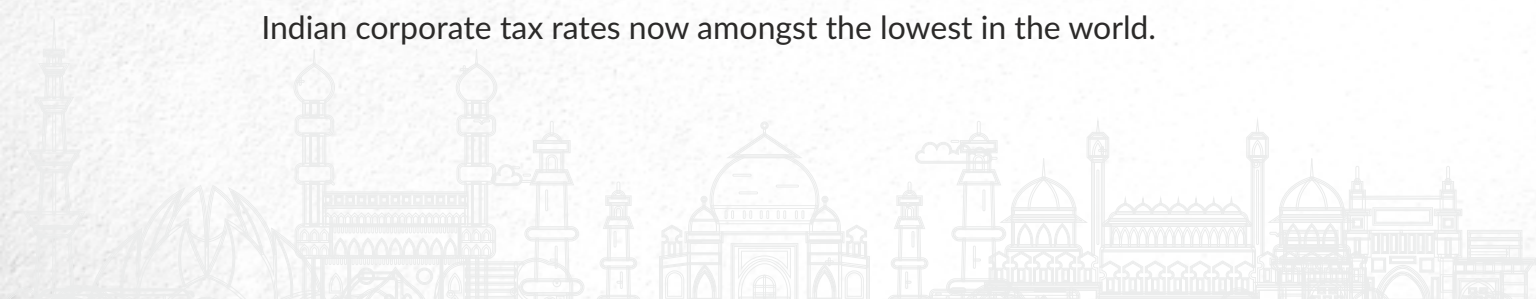 Indian corporate tax rates now amongst the lowest in the world.